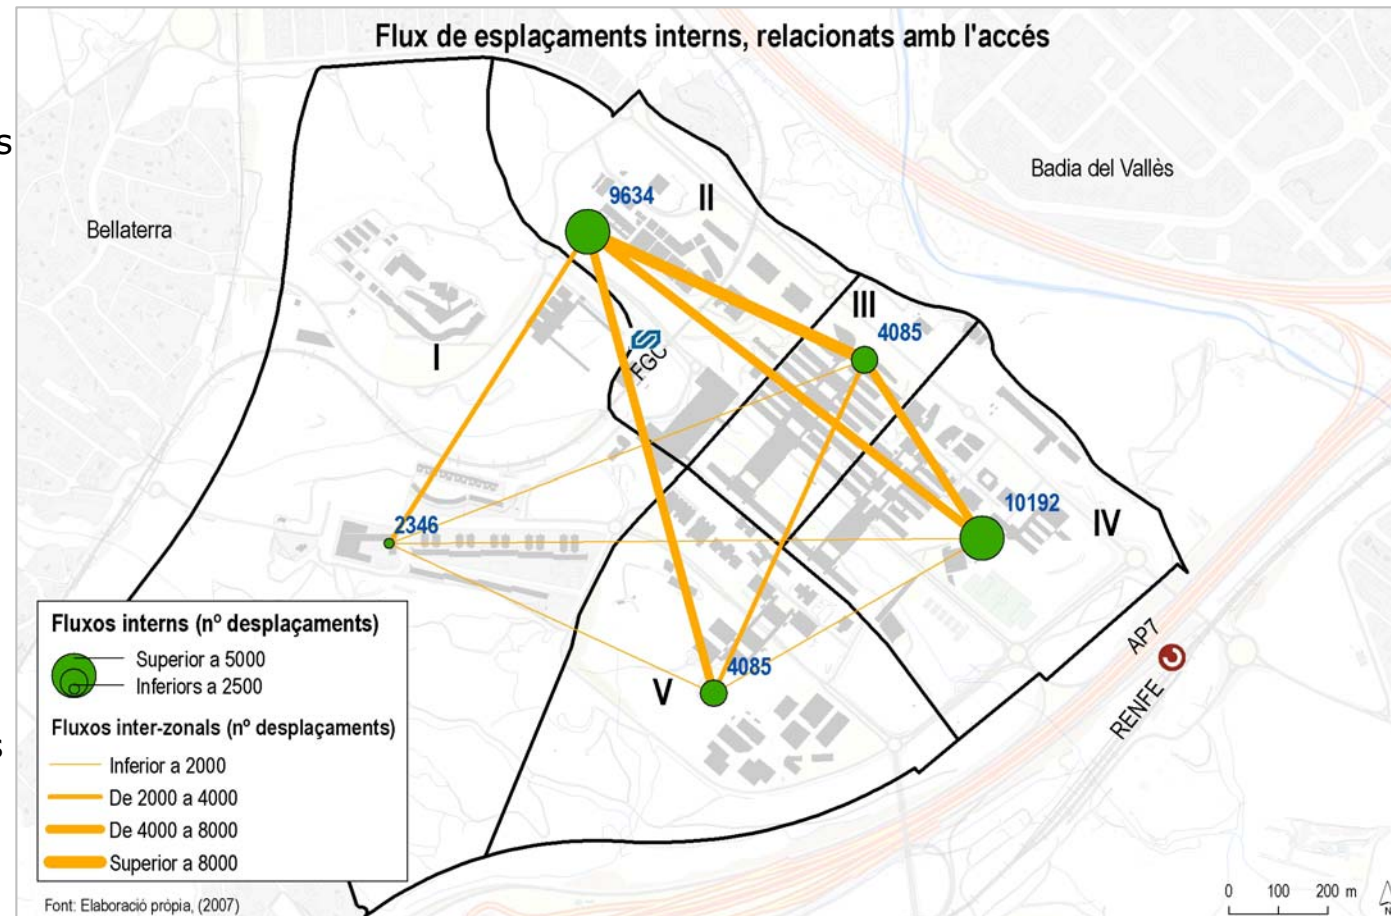 Flux de esplaçaments interns, relacionats amb l'accés
s
Badia del Vallès
Bellaterra
9634
II
III
4085
I
FGC
2346
10192
IV
V
4085
AP7
RENFE
s
Fluxos interns (nº desplaçaments)
Superior a 5000
Inferiors a 2500
Fluxos inter-zonals (nº desplaçaments)
Inferior a 2000
De 2000 a 4000
De 4000 a 8000
Superior a 8000
Font: Elaboració pròpia, (2007)
0 100 200 m
N